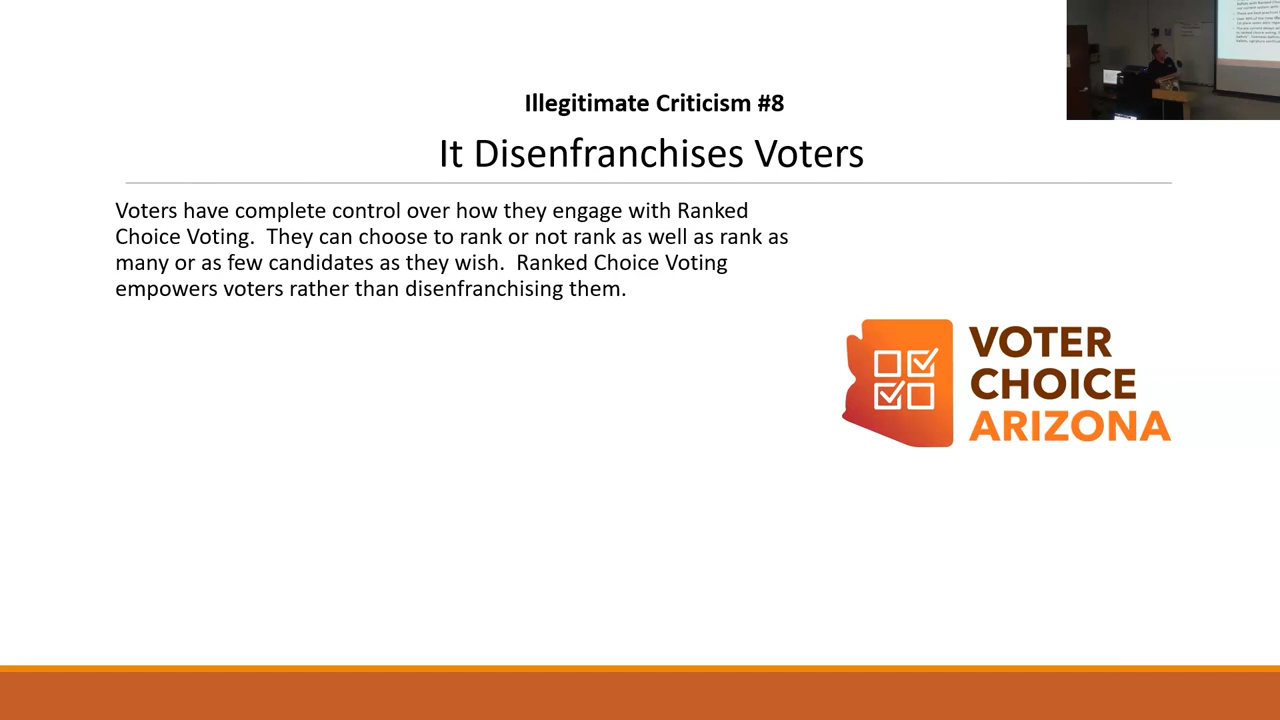 Illegitimate Criticism #8
It Disenfranchises Voters
Voters have complete control over how they engage with Ranked
Choice Voting.  They can choose to rank or not rank as well as rank as
many or as few candidates as they wish.  Ranked Choice Voting
empowers voters rather than disenfranchising them.
VOTER
CHOICE
ARIZONA